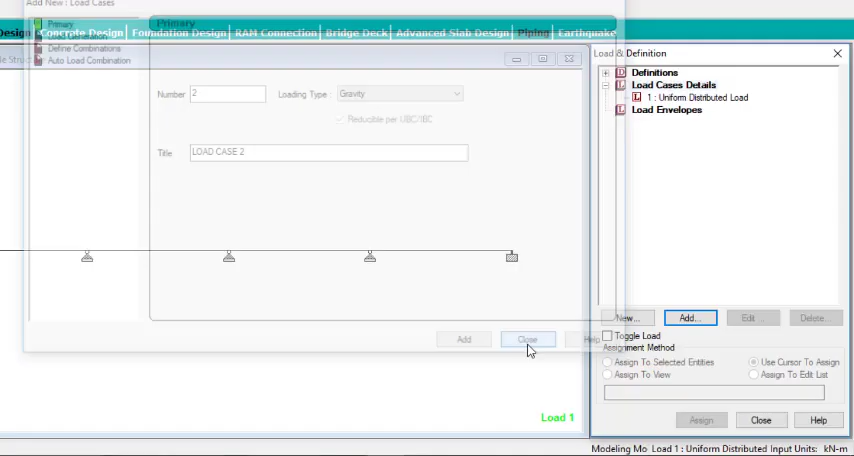 Add New : Load Cases
Primary
Primary
Design Concrete Design Foundation Design RAM Connection Bridge Deck Advanced Slab Design Piping Earthquake
Define Combinations
Auto Load Combination
Number 2 Loading Type : Gravity
Reducible per UBC/IBC
Title LOAD CASE 2
Add Close Help
Load 1
Load & Definition
Definitions
Load Cases Details
1 : Uniform Distributed Load
Load Envelopes
New... Add... Edit ... Delete...
Toggle Load
Assignment Method
Assign To Selected Entities Use Cursor To Assign
Assign To View Assign To Edit List
Assign Close Help
Modeling Mo Load 1 : Uniform Distributed Input Units: kN-m